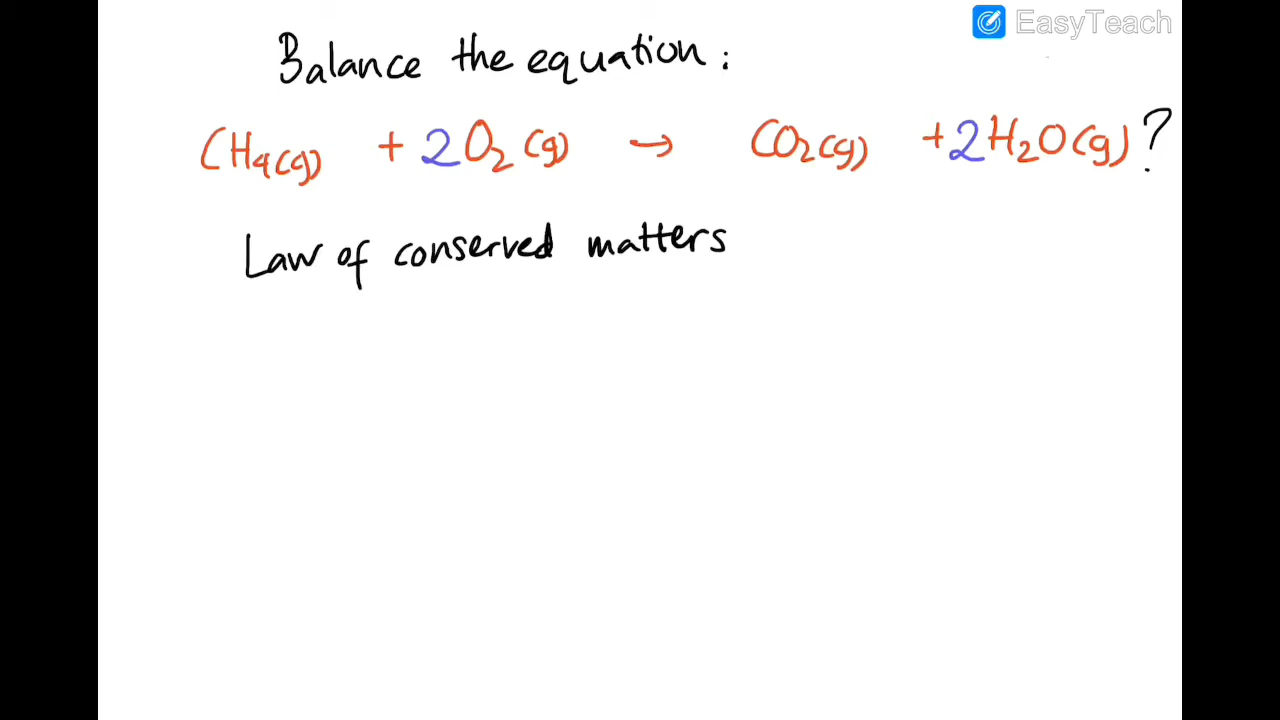 EasyTeach
Balance the equation:
CH4(g) + 2O2(g) → CO2(g) + 2H2O(g)?
Law of conserved matters